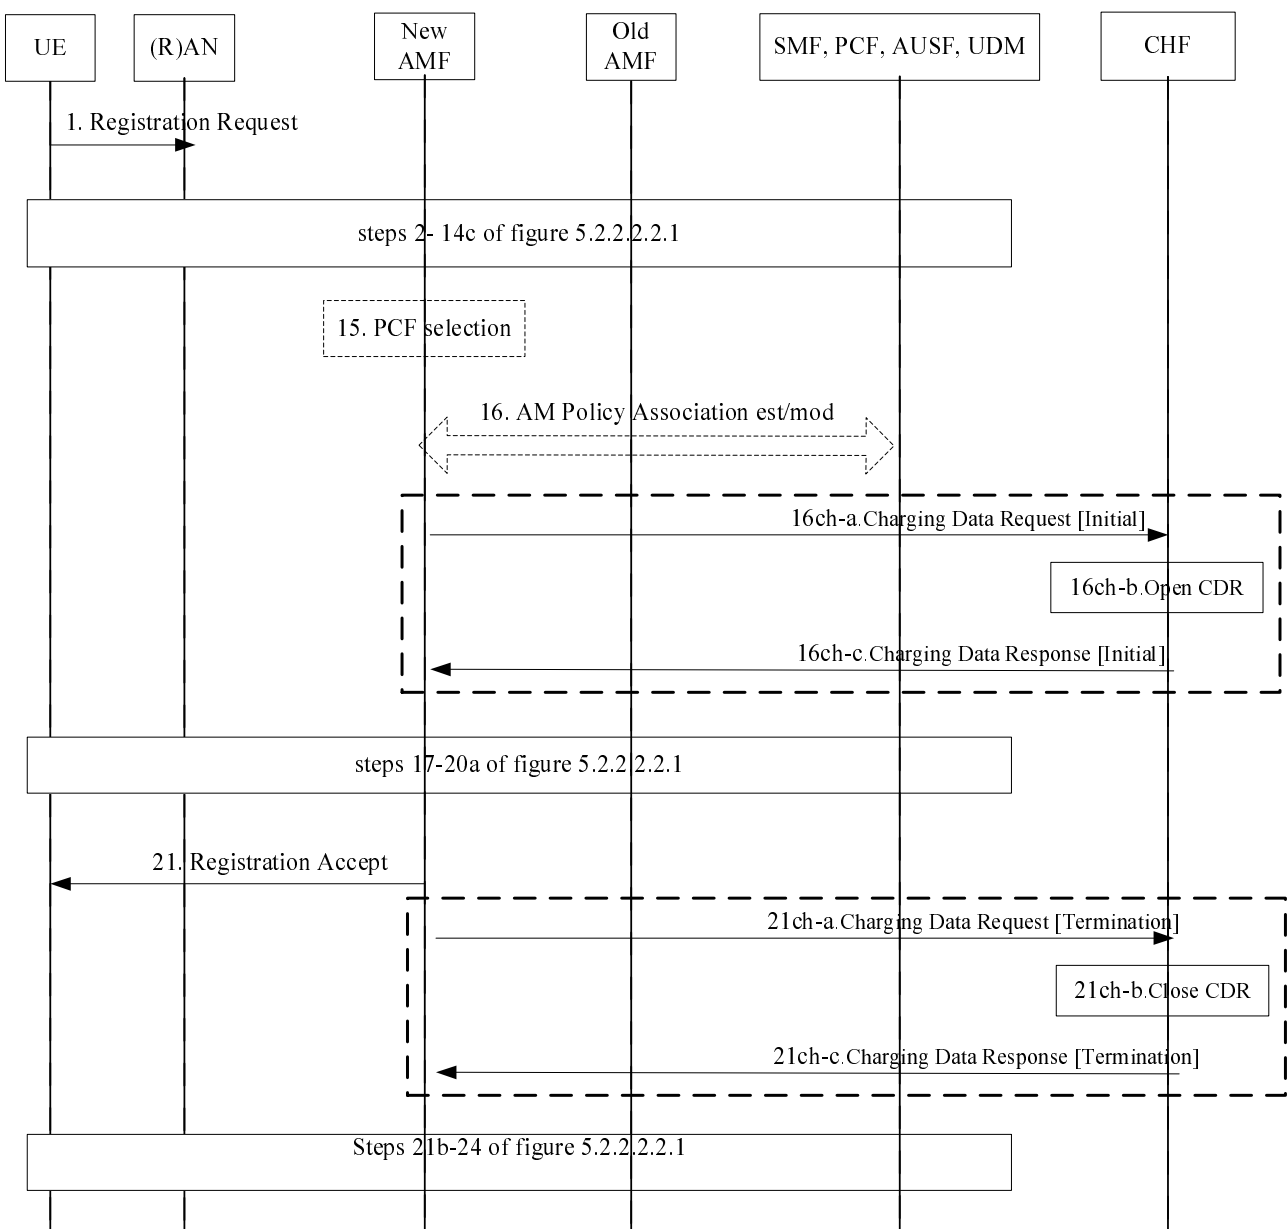 UE
(R)AN
New
AMF
Old
AMF
SMF, PCF, AUSF, UDM
CHF
1. Registration Request
steps 2- 14c of figure 5.2.2.2.2.1
15. PCF selection
16. AM Policy Association est/mod
16ch-a.Charging Data Request [Initial]
16ch-b.Open CDR
16ch-c.Charging Data Response [Initial]
steps 17-20a of figure 5.2.2.2.2.1
21. Registration Accept
21ch-a.Charging Data Request [Termination]
21ch-b.Close CDR
21ch-c.Charging Data Response [Termination]
Steps 21b-24 of figure 5.2.2.2.2.1